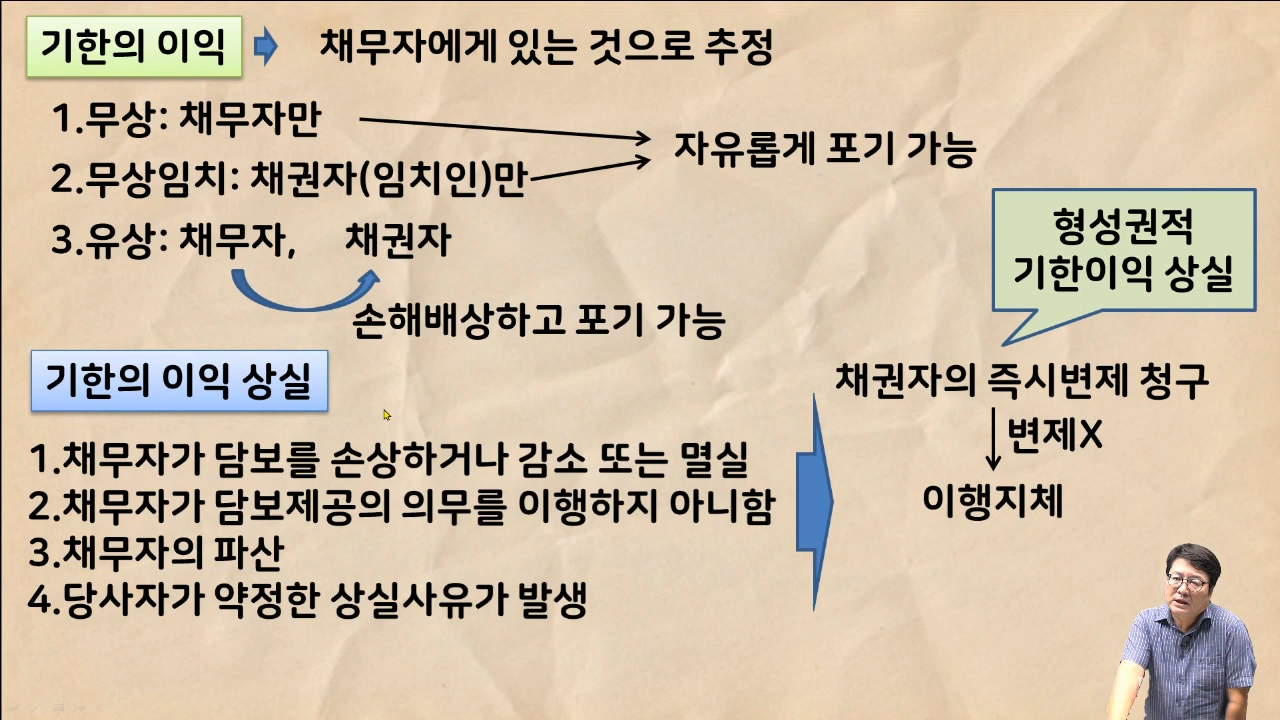 기한의 이익
채무자에게 있는 것으로 추정
1.무상: 채무자만
2.무상임치: 채권자(임치인)만
자유롭게 포기 가능
3.유상: 채무자, 채권자
손해배상하고 포기 가능
형성권적
기한이익 상실
기한의 이익 상실
1.채무자가 담보를 손상하거나 감소 또는 멸실
2.채무자가 담보제공의 의무를 이행하지 아니함
3.채무자의 파산
4.당사자가 약정한 상실사유가 발생
채권자의 즉시변제 청구
변제X
이행지체